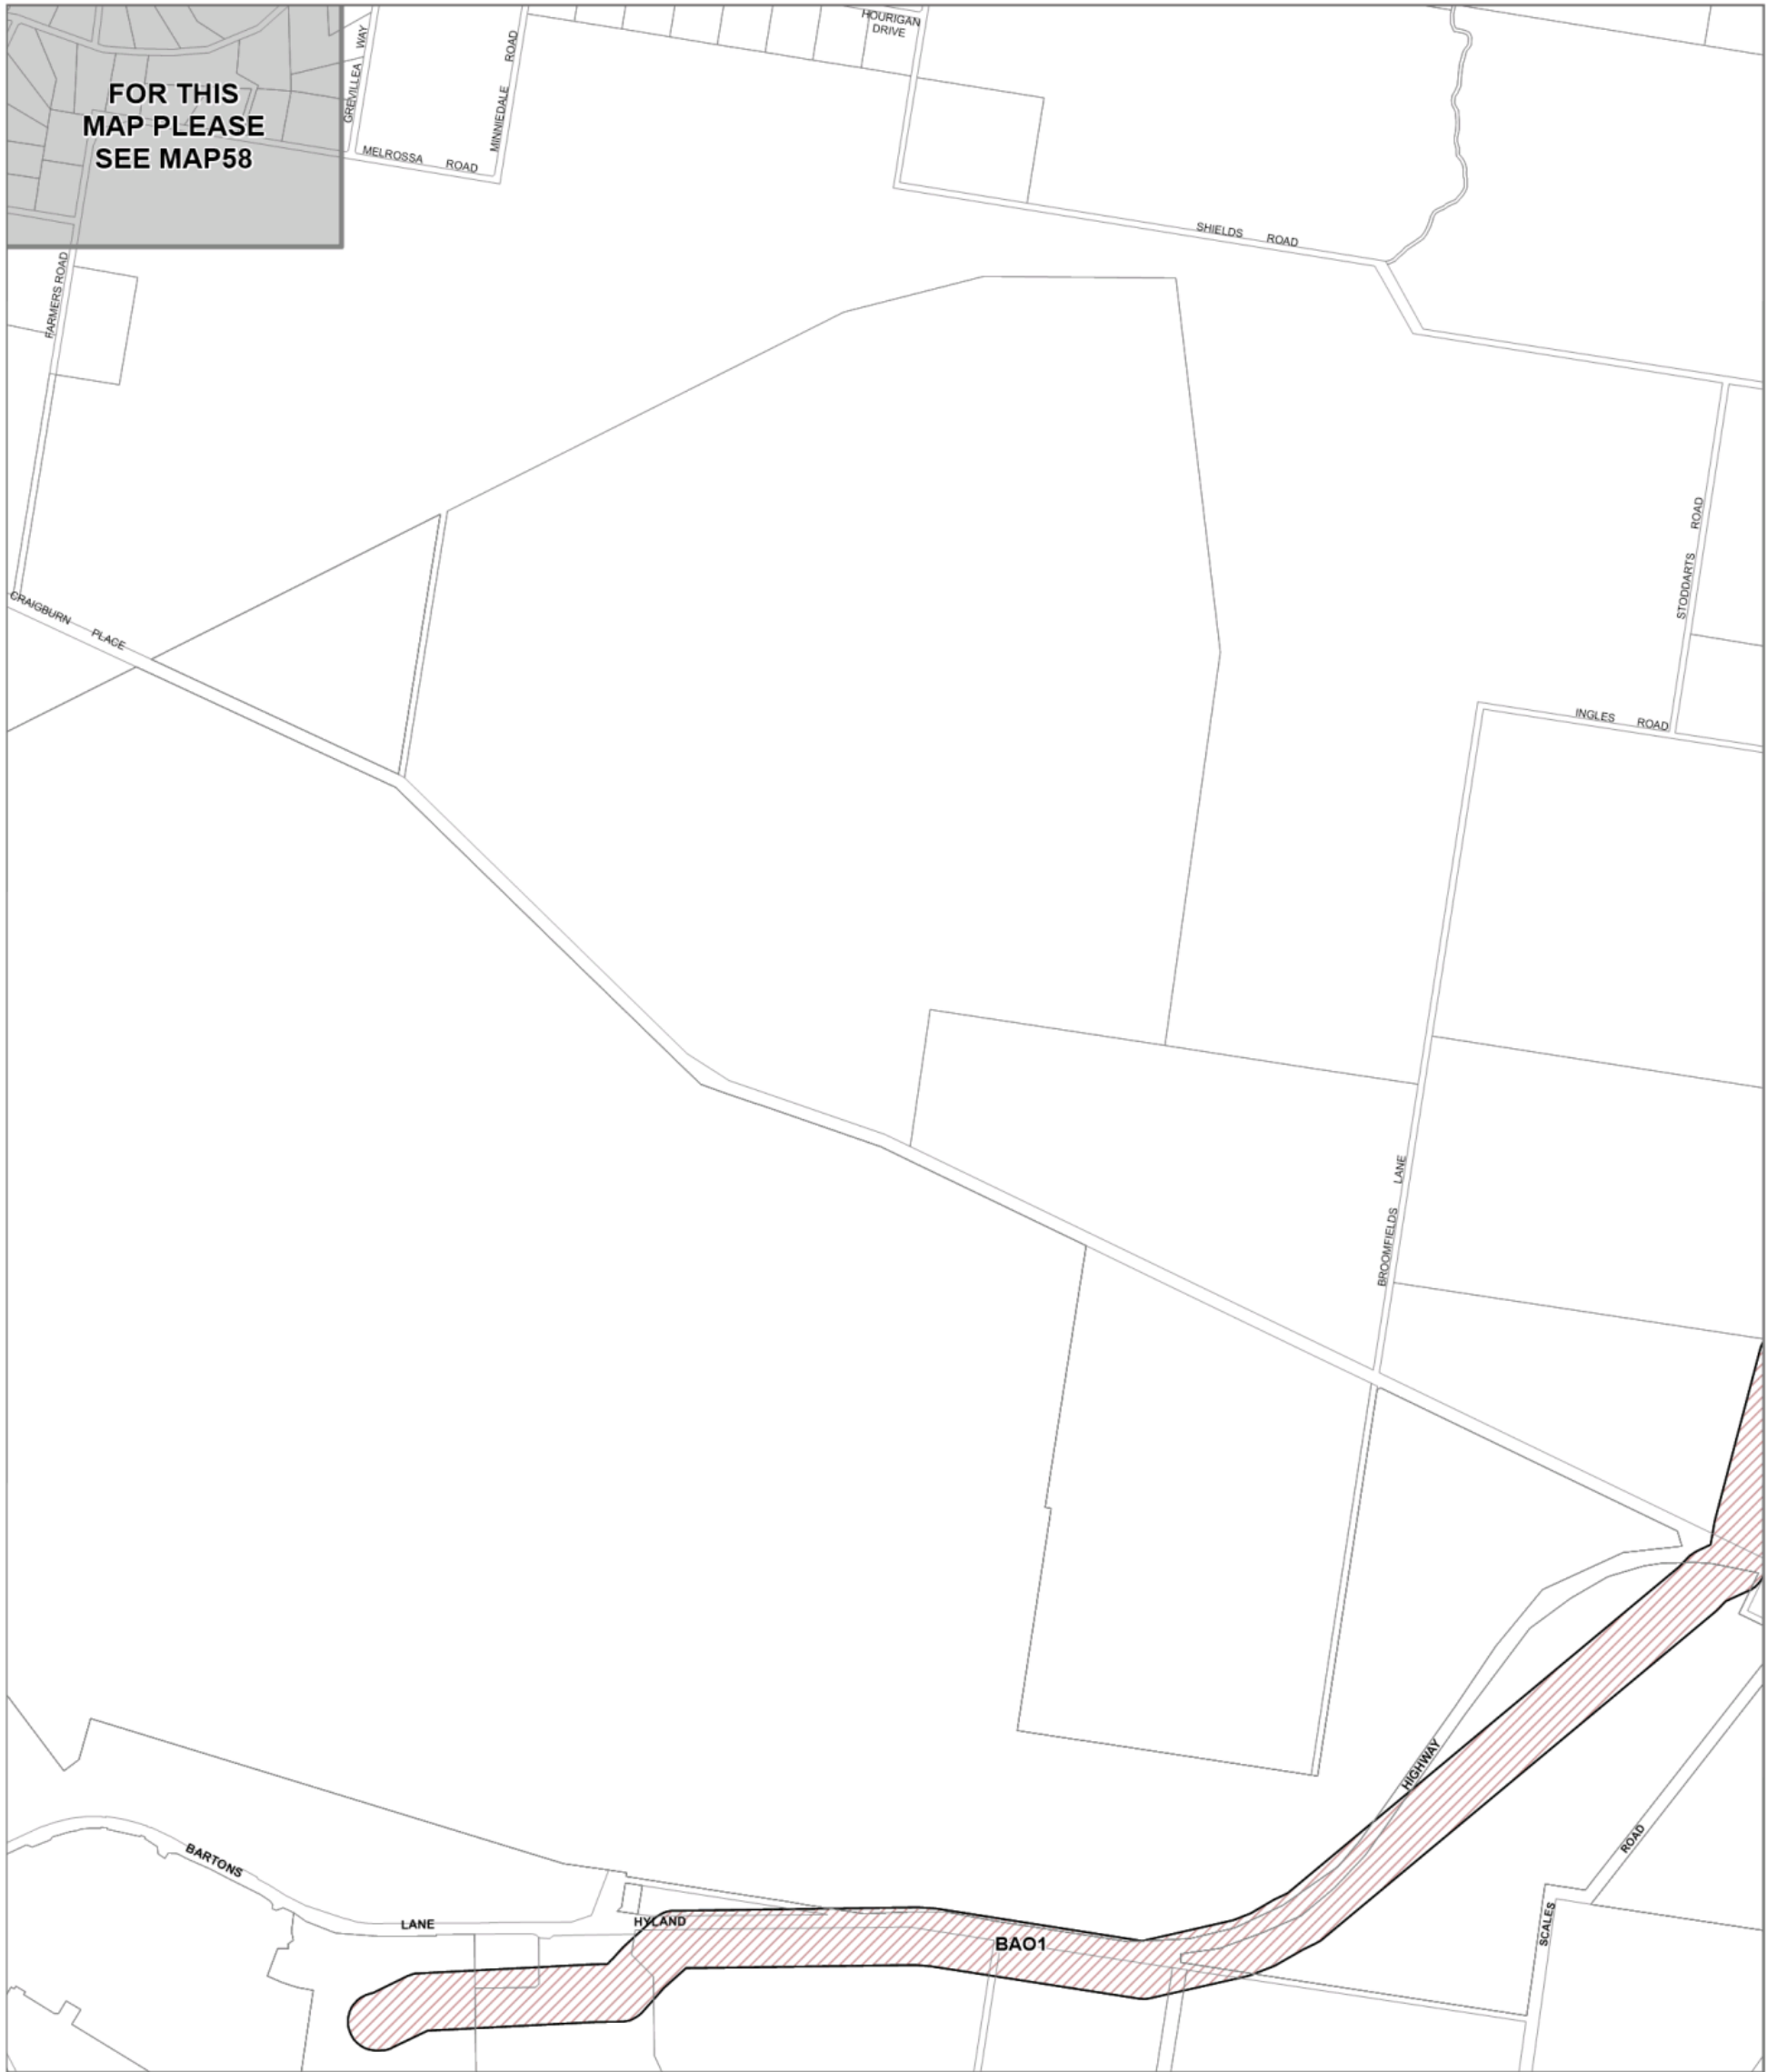 HOURIGAN
DRIVE
GREVILLEA WAY
MINNIEDALE ROAD
FOR THIS
MAP PLEASE
SEE MAP58
MELROSSA ROAD
SHIELDS ROAD
FARMERS ROAD
STODDARTS ROAD
CRAIGBURN PLACE
INGLES ROAD
BROOMFIELDS LANE
HIGHWAY
ROAD
BARTONS
LANE
HYLAND
SCALES
BAO1